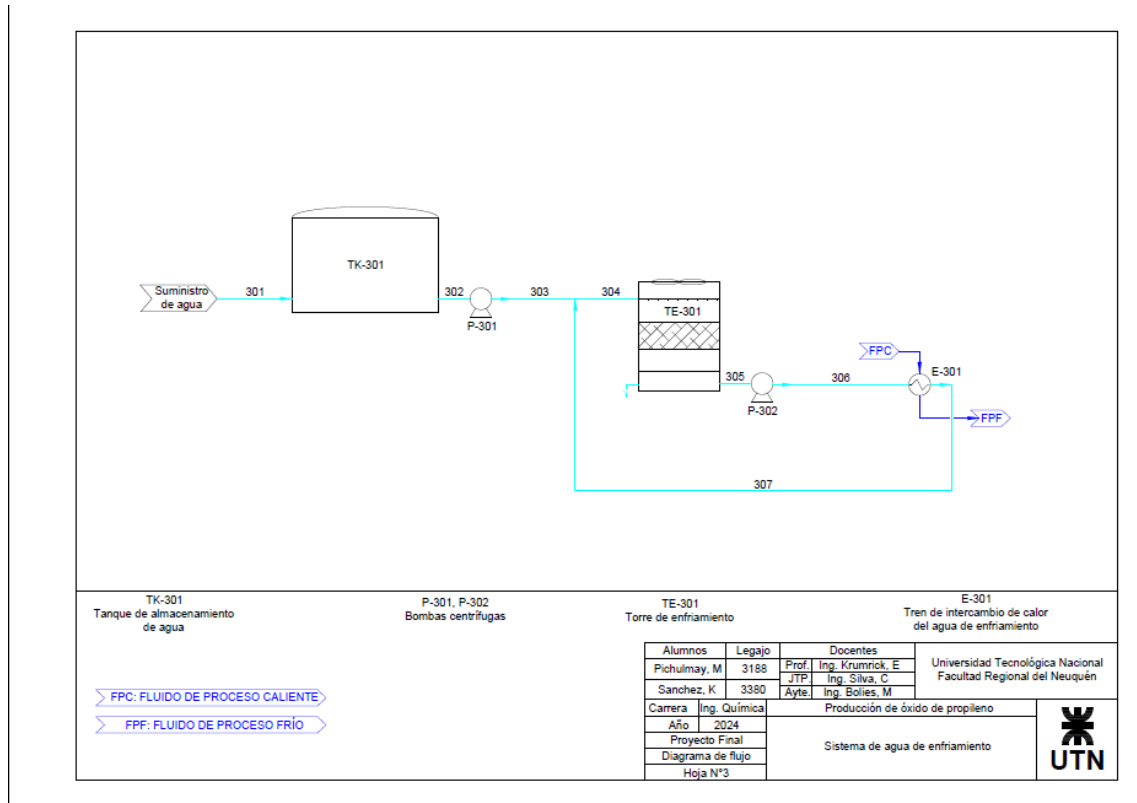 TK-301
Suministro
de agua
301
302
303
304
P-301
TE-301
305
306
P-302
FPC
E-301
FPF
307
TK-301
Tanque de almacenamiento
de agua
P-301, P-302
Bombas centrífugas
TE-301
Torre de enfriamiento
E-301
Tren de intercambio de calor
del agua de enfriamiento
FPC: FLUIDO DE PROCESO CALIENTE
FPF: FLUIDO DE PROCESO FRÍO
Alumnos Legajo Docentes
Pichulmay, M 3188 Prof. Ing. Krumrick, E
JTP. Ing. Silva, C
Sanchez, K 3380 Ayte. Ing. Bolies, M
Universidad Tecnológica Nacional
Facultad Regional del Neuquén
Carrera Ing. Química Producción de óxido de propileno
Año 2024
Proyecto Final
Diagrama de flujo
Hoja N°3
Sistema de agua de enfriamiento
UTN